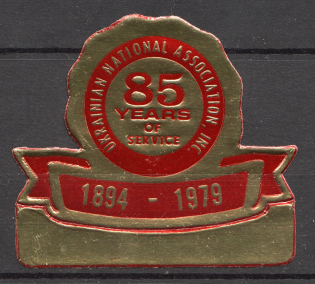 UKRAINIAN NATIONAL ASSOCIATION INC
85
YEARS
OF
SERVICE
1894 - 1979